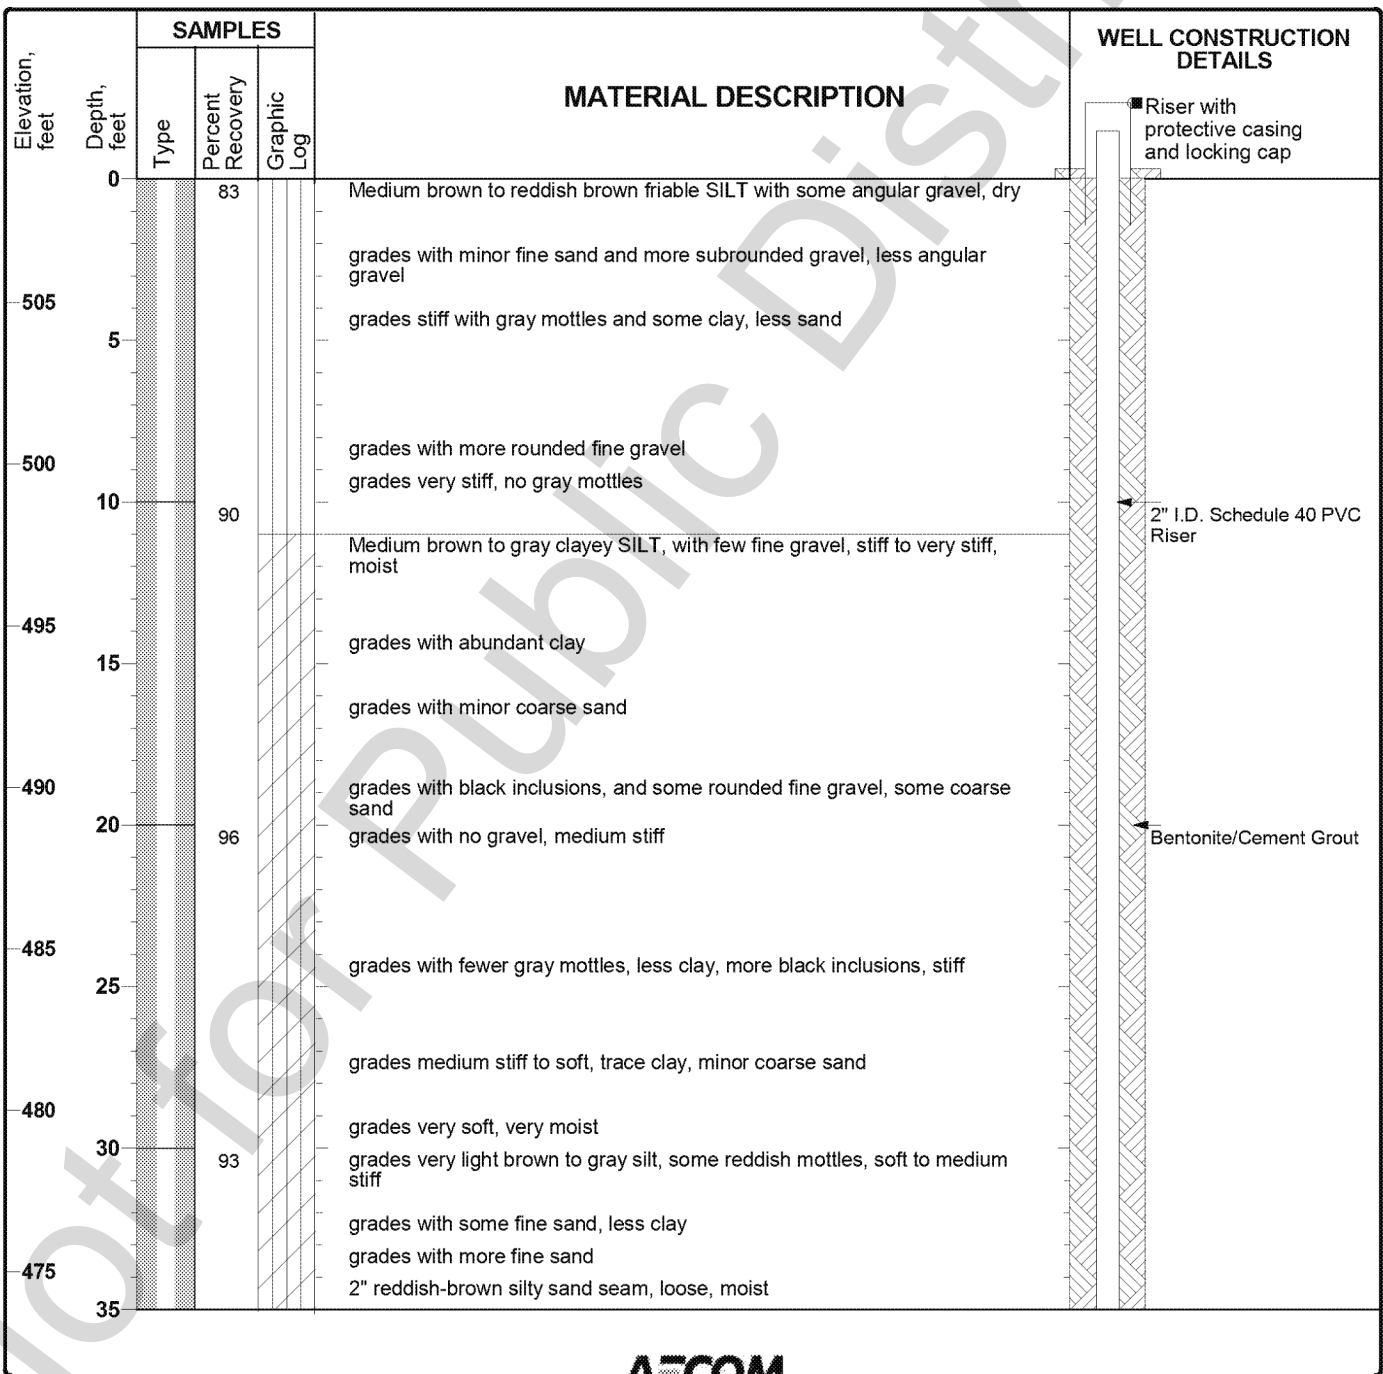 SAMPLES
WELL CONSTRUCTION
DETAILS
Elevation,
feet
Depth,
feet
Type
Percent
Recovery
Graphic
Log
MATERIAL DESCRIPTION
Riser with
protective casing
and locking cap
0
83
Medium brown to reddish brown friable SILT with some angular gravel, dry
grades with minor fine sand and more subrounded gravel, less angular
gravel
505
grades stiff with gray mottles and some clay, less sand
5
grades with more rounded fine gravel
500
grades very stiff, no gray mottles
10
90
2" I.D. Schedule 40 PVC
Riser
Medium brown to gray clayey SILT, with few fine gravel, stiff to very stiff,
moist
495
grades with abundant clay
15
grades with minor coarse sand
490
grades with black inclusions, and some rounded fine gravel, some coarse
sand
20
96
grades with no gravel, medium stiff
Bentonite/Cement Grout
485
grades with fewer gray mottles, less clay, more black inclusions, stiff
25
grades medium stiff to soft, trace clay, minor coarse sand
480
grades very soft, very moist
30
93
grades very light brown to gray silt, some reddish mottles, soft to medium
stiff
grades with some fine sand, less clay
grades with more fine sand
475
2" reddish-brown silty sand seam, loose, moist
35
AECOM
for Public